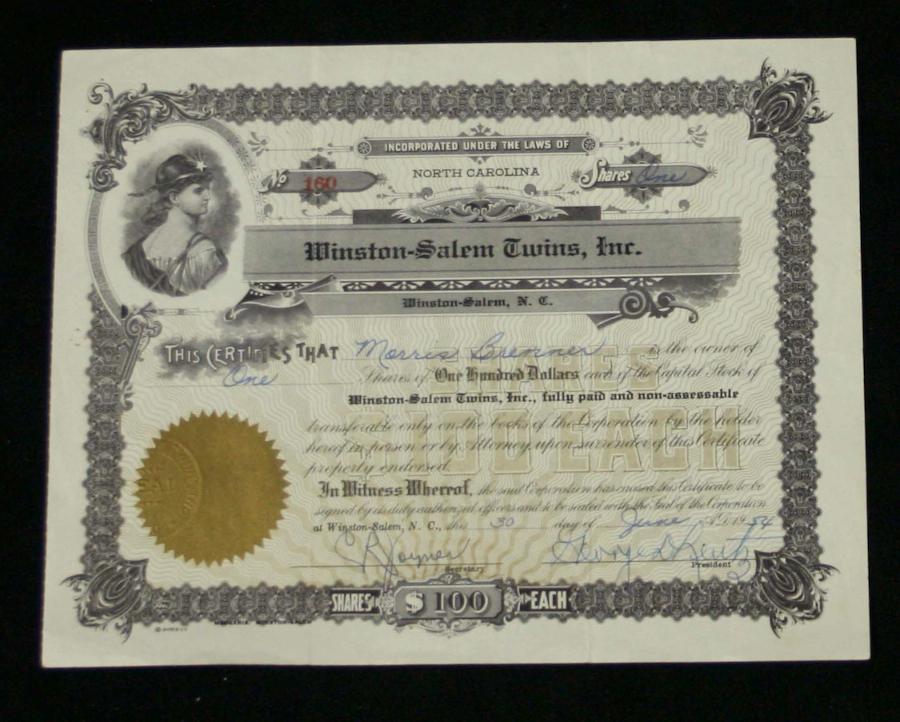 INCORPORATED UNDER THE LAWS OF
No 160
NORTH CAROLINA
Shares One
Winston-Salem Twins, Inc.
Winston-Salem, N. C.
THIS CERTIFIES THAT Morris Brenner is the owner of
One Shares of One Hundred Dollars each of the Capital Stock of
Winston-Salem Twins, Inc., fully paid and non-assessable
transferable only on the books of the Corporation by the holder
hereof in person or by Attorney upon surrender of this Certificate
properly endorsed.
In Witness Whereof, the said Corporation has caused this Certificate to be
signed by its duly authorized officers and to be sealed with the Seal of the Corporation
at Winston-Salem, N. C., this 30 day of June A.D. 1954
Secretary
President
SHARES $100 EACH
SHARES
$100 EACH
SEAL